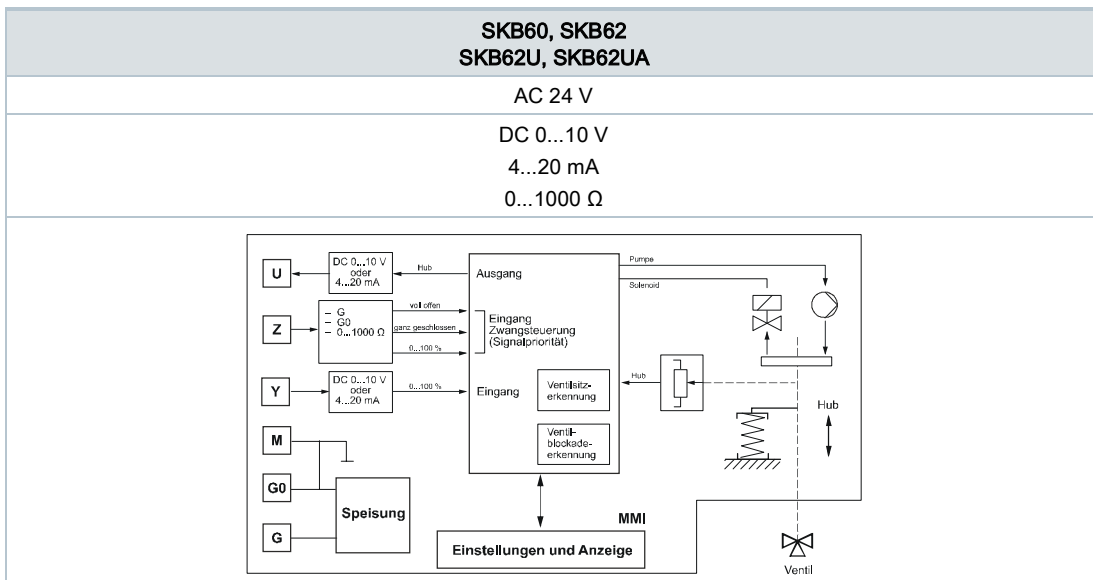 SKB60, SKB62
SKB62U, SKB62UA
AC 24 V
DC 0...10 V
4...20 mA
0...1000 Ω
U
DC 0...10 V
oder
4...20 mA
Hub
Ausgang
Pumpe
Solenoid
Z
– G
– G0
– 0...1000 Ω
voll offen
ganz geschlossen
0...100 %
Eingang
Zwangsteuerung
(Signalpriorität)
Y
DC 0...10 V
oder
4...20 mA
0...100 %
Eingang
Ventilsitz-
erkennung
Ventil-
blockade-
erkennung
Hub
Hub
M
G0
G
Speisung
MMI
Einstellungen und Anzeige
Ventil